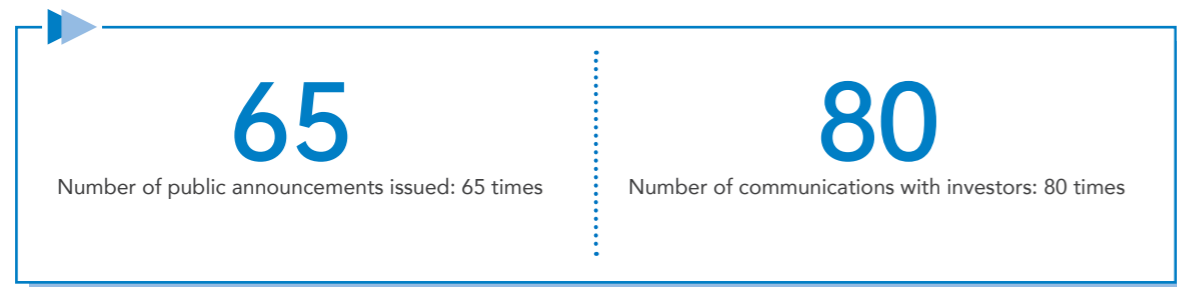 65
Number of public announcements issued: 65 times
80
Number of communications with investors: 80 times